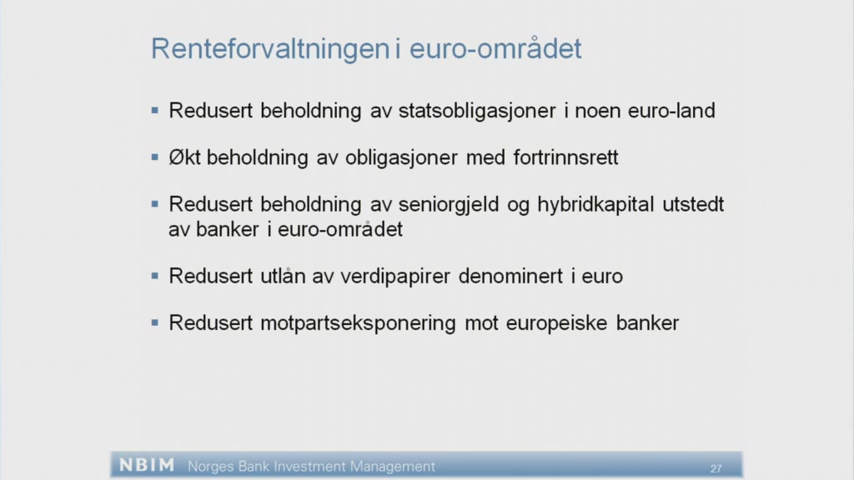 Renteforvaltningen i euro-området
▪ Redusert beholdning av statsobligasjoner i noen euro-land
▪ Økt beholdning av obligasjoner med fortrinnsrett
▪ Redusert beholdning av seniorgjeld og hybridkapital utstedt
av banker i euro-området
▪ Redusert utlån av verdipapirer denominert i euro
▪ Redusert motpartseksponering mot europeiske banker
NBIM Norges Bank Investment Management 27